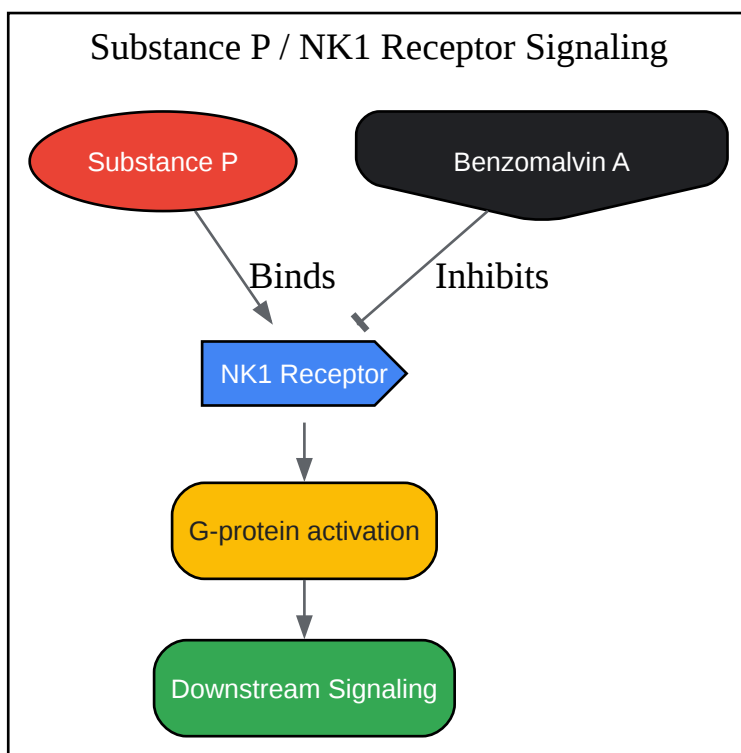 Substance P / NK1 Receptor Signaling
Substance P
Benzomalvin A
Binds
Inhibits
NK1 Receptor
G-protein activation
Downstream Signaling